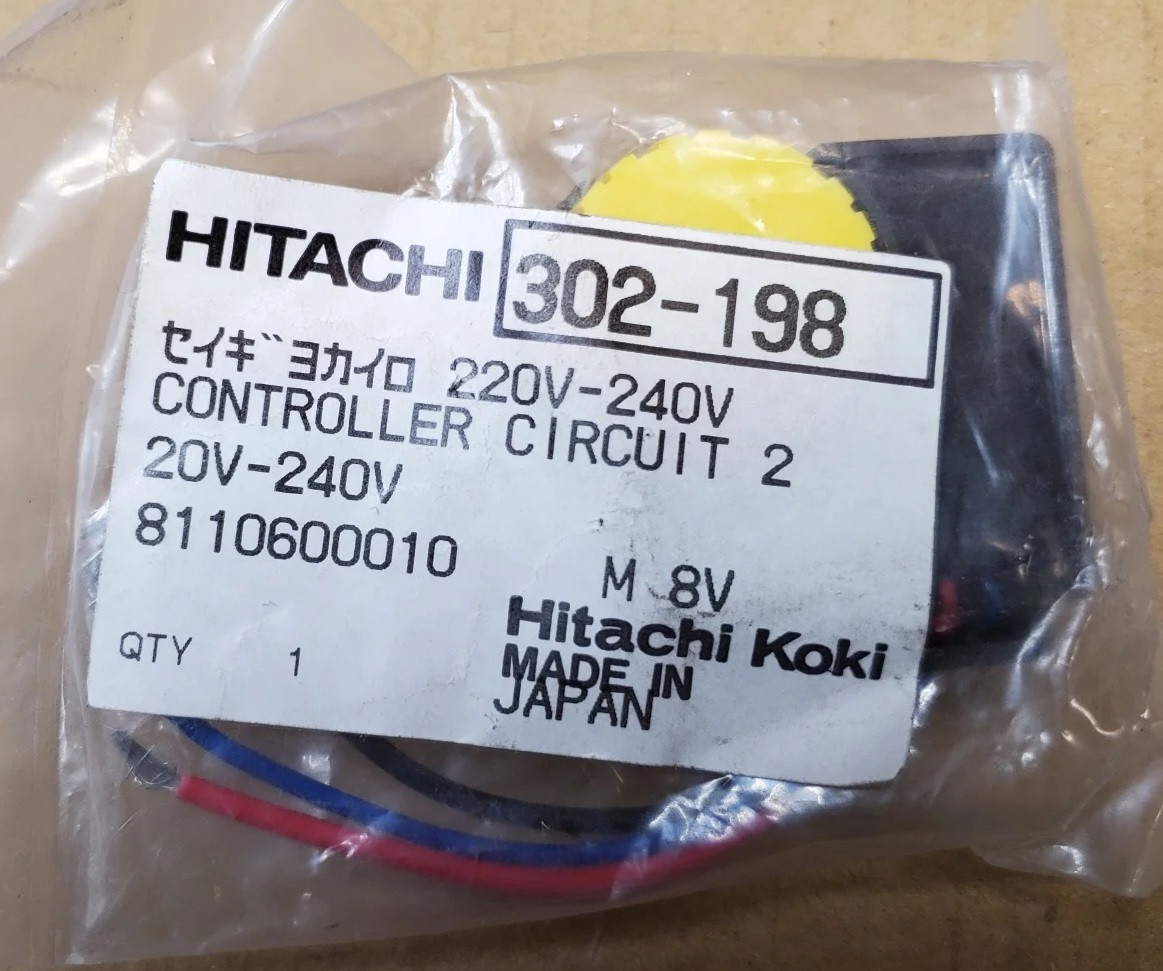 HITACHI 302-198
セイギヨカイロ 220V-240V
CONTROLLER CIRCUIT 2
20V-240V
8110600010
M 8V
Hitachi Koki
QTY 1
MADE IN
JAPAN